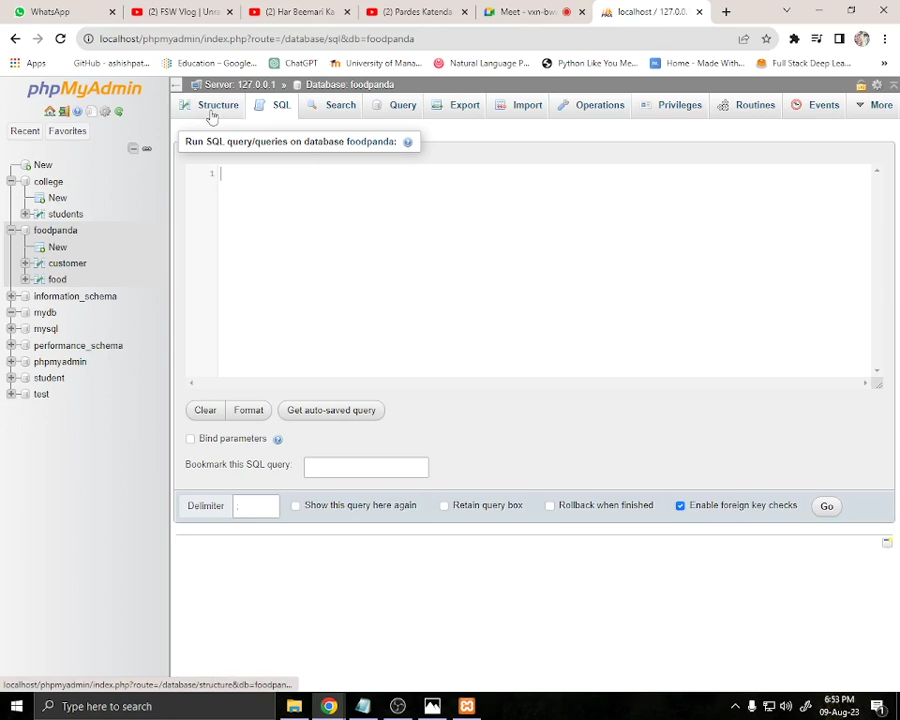 WhatsApp
(2) FSW Vlog | Unra
(2) Har Beemari Ka
(2) Pardes Katenda
Meet - vxn-bw
localhost / 127.0.0.
localhost/phpmyadmin/index.php?route=/database/sql&db=foodpanda
Apps
GitHub - ashishpat...
Education – Google...
ChatGPT
University of Manag...
Natural Language P...
Python Like You Me...
Home - Made With...
Full Stack Deep Lea...
phpMyAdmin
Recent
Favorites
New
college
New
students
foodpanda
New
customer
food
information_schema
mydb
mysql
performance_schema
phpmyadmin
student
test
Server: 127.0.0.1 » Database: foodpanda
Structure
SQL
Search
Query
Export
Import
Operations
Privileges
Routines
Events
More
Run SQL query/queries on database foodpanda:
1
Clear
Format
Get auto-saved query
Bind parameters
Bookmark this SQL query:
Delimiter
;
Show this query here again
Retain query box
Rollback when finished
Enable foreign key checks
Go
localhost/phpmyadmin/index.php?route=/database/structure&db=foodpan...
Type here to search
6:53 PM
09-Aug-23